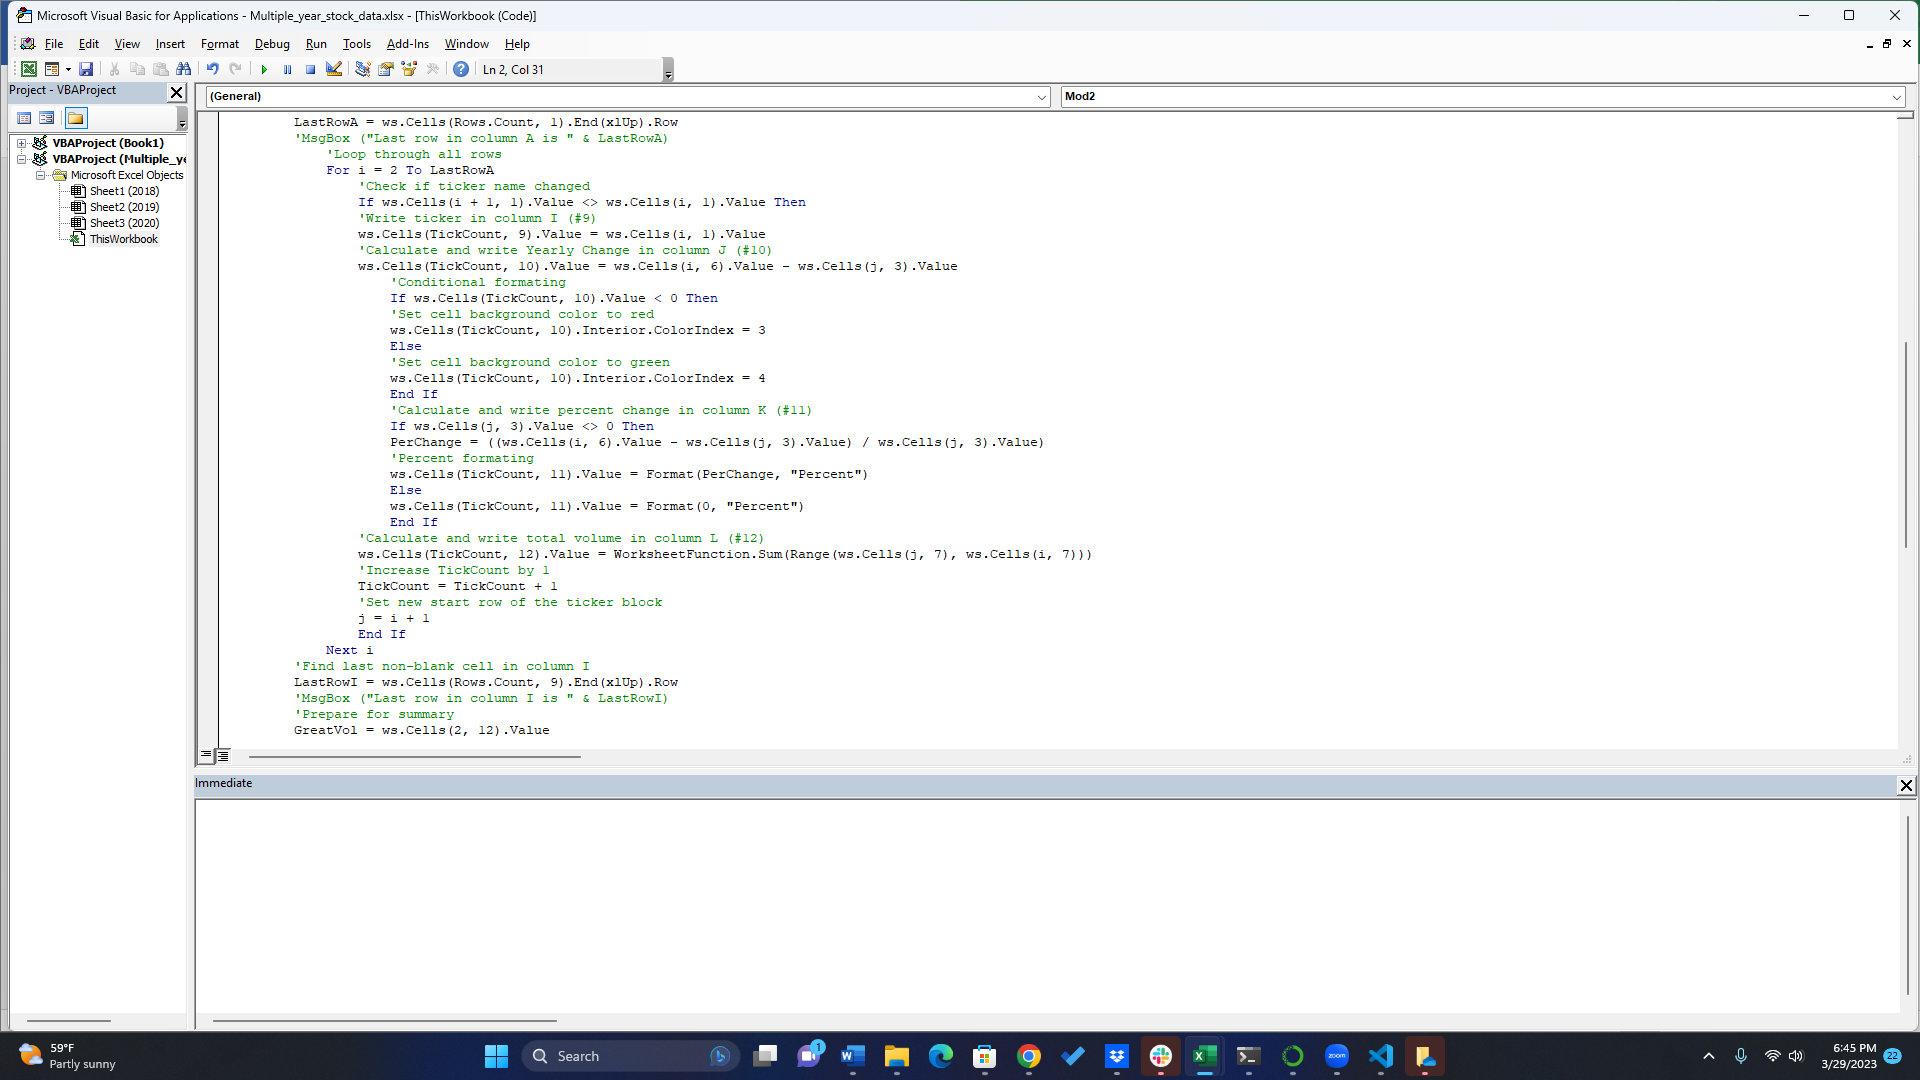 Microsoft Visual Basic for Applications - Multiple_year_stock_data.xlsx - [ThisWorkbook (Code)]
File Edit View Insert Format Debug Run Tools Add-Ins Window Help
Ln 2, Col 31
Project - VBAProject
(General)
Mod2
VBAProject (Book1)
VBAProject (Multiple_ye
Microsoft Excel Objects
Sheet1 (2018)
Sheet2 (2019)
Sheet3 (2020)
ThisWorkbook
LastRowA = ws.Cells(Rows.Count, 1).End(xlUp).Row
'MsgBox ("Last row in column A is " & LastRowA)
'Loop through all rows
For i = 2 To LastRowA
'Check if ticker name changed
If ws.Cells(i + 1, 1).Value <> ws.Cells(i, 1).Value Then
'Write ticker in column I (#9)
ws.Cells(TickCount, 9).Value = ws.Cells(i, 1).Value
'Calculate and write Yearly Change in column J (#10)
ws.Cells(TickCount, 10).Value = ws.Cells(i, 6).Value - ws.Cells(j, 3).Value
'Conditional formating
If ws.Cells(TickCount, 10).Value < 0 Then
'Set cell background color to red
ws.Cells(TickCount, 10).Interior.ColorIndex = 3
Else
'Set cell background color to green
ws.Cells(TickCount, 10).Interior.ColorIndex = 4
End If
'Calculate and write percent change in column K (#11)
If ws.Cells(j, 3).Value <> 0 Then
PerChange = ((ws.Cells(i, 6).Value - ws.Cells(j, 3).Value) / ws.Cells(j, 3).Value)
'Percent formating
ws.Cells(TickCount, 11).Value = Format(PerChange, "Percent")
Else
ws.Cells(TickCount, 11).Value = Format(0, "Percent")
End If
'Calculate and write total volume in column L (#12)
ws.Cells(TickCount, 12).Value = WorksheetFunction.Sum(Range(ws.Cells(j, 7), ws.Cells(i, 7)))
'Increase TickCount by 1
TickCount = TickCount + 1
'Set new start row of the ticker block
j = i + 1
End If
Next i
'Find last non-blank cell in column I
LastRowI = ws.Cells(Rows.Count, 9).End(xlUp).Row
'MsgBox ("Last row in column I is " & LastRowI)
'Prepare for summary
GreatVol = ws.Cells(2, 12).Value
Immediate
59°F
Partly sunny
Search
1
zoom
6:45 PM
3/29/2023
22